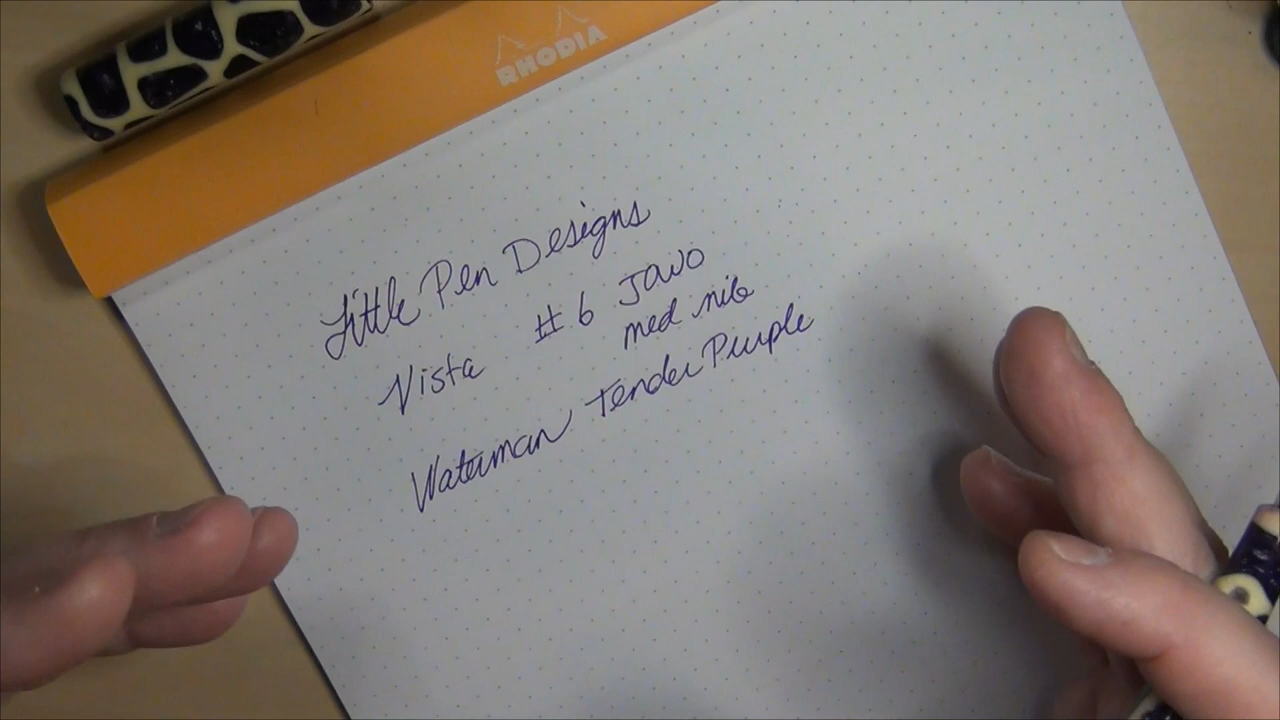 RHODIA
Little Pen Designs
Vista # 6 JOWO
med nib
Waterman Tender Purple